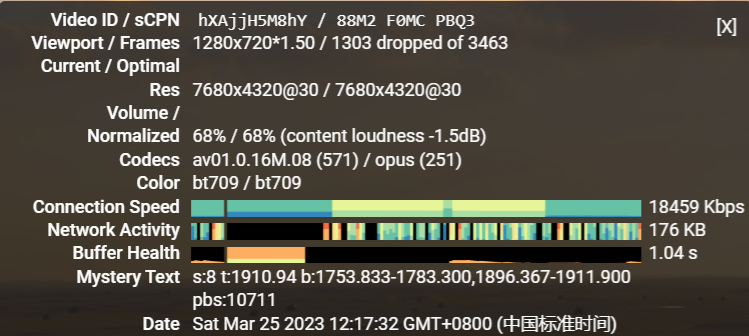 Video ID / sCPN hXAjjH5M8hY / 88M2 F0MC PBQ3
[X]
Viewport / Frames 1280x720*1.50 / 1303 dropped of 3463
Current / Optimal
Res 7680x4320@30 / 7680x4320@30
Volume /
Normalized 68% / 68% (content loudness -1.5dB)
Codecs av01.0.16M.08 (571) / opus (251)
Color bt709 / bt709
Connection Speed 18459 Kbps
Network Activity 176 KB
Buffer Health 1.04 s
Mystery Text s:8 t:1910.94 b:1753.833-1783.300,1896.367-1911.900
pbs:10711
Date Sat Mar 25 2023 12:17:32 GMT+0800 (中国标准时间)